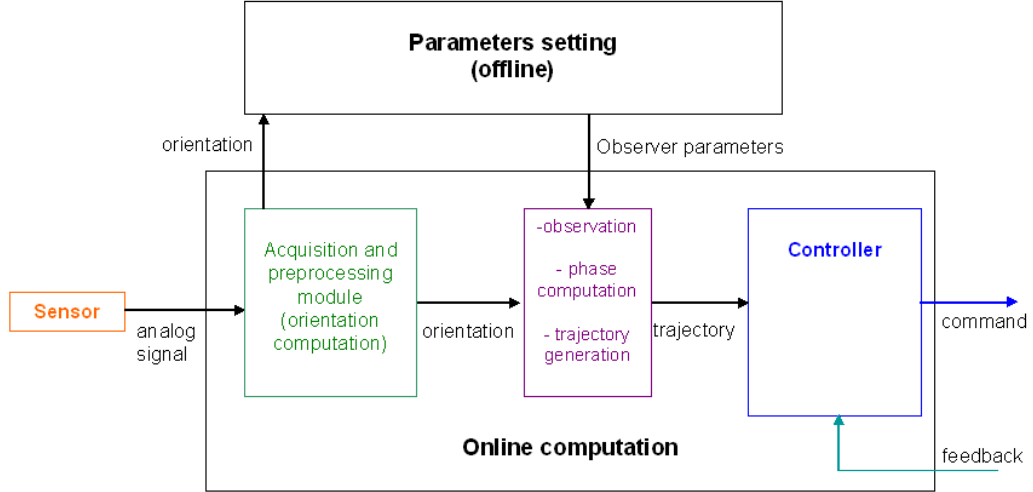 Parameters setting
(offline)
orientation
Observer parameters
Sensor
analog
signal
Acquisition and
preprocessing
module
(orientation
computation)
orientation
-observation
- phase
computation
- trajectory
generation
trajectory
Controller
command
feedback
Online computation